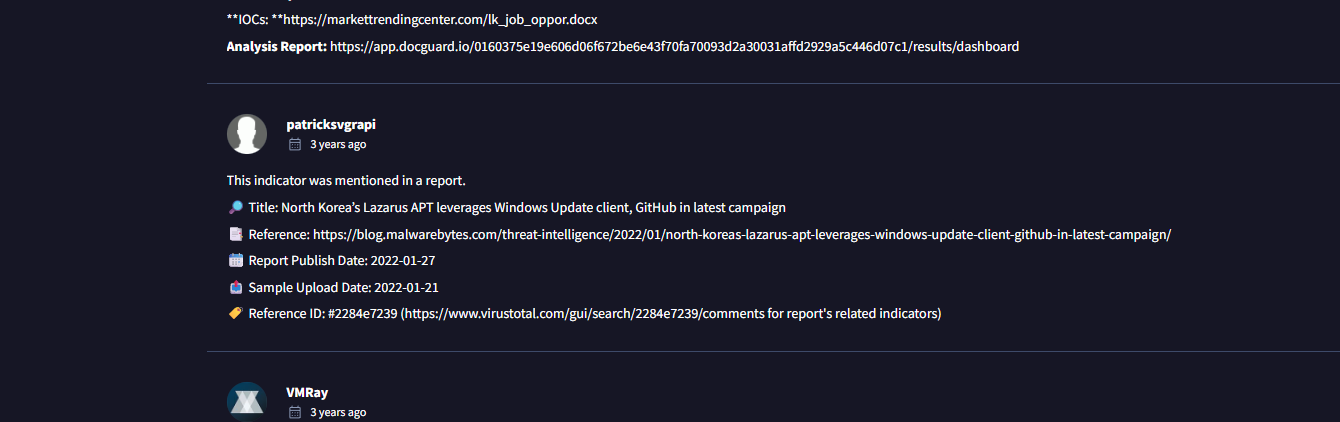 **IOCs: **https://markettrendingcenter.com/lk_job_oppor.docx
Analysis Report: https://app.docguard.io/0160375e19e606d06f672be6e43f70fa70093d2a30031affd2929a5c446d07c1/results/dashboard
patricksvgrapi
3 years ago
This indicator was mentioned in a report.
Title: North Korea’s Lazarus APT leverages Windows Update client, GitHub in latest campaign
Reference: https://blog.malwarebytes.com/threat-intelligence/2022/01/north-koreas-lazarus-apt-leverages-windows-update-client-github-in-latest-campaign/
Report Publish Date: 2022-01-27
Sample Upload Date: 2022-01-21
Reference ID: #2284e7239 (https://www.virustotal.com/gui/search/2284e7239/comments for report's related indicators)
VMRay
3 years ago